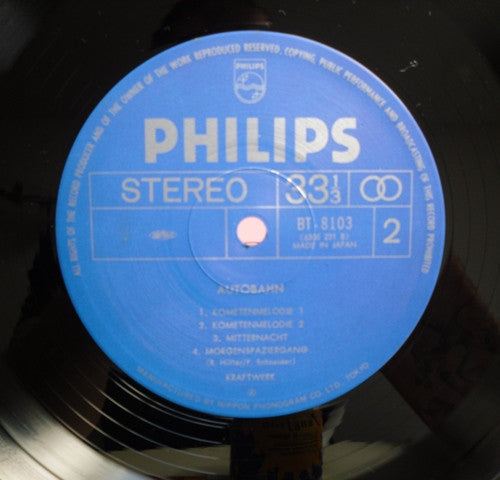 ALL RIGHTS OF THE RECORD PRODUCER AND OF THE OWNER OF THE WORK REPRODUCED RESERVED. COPYING, PUBLIC PERFORMANCE AND BROADCASTING OF THIS RECORD PROHIBITED
PHILIPS
PHILIPS
STEREO 33 1/3
BT-8103
(6305 231 B)
MADE IN JAPAN
2
AUTOBAHN
1. KOMETENMELODIE 1
2. KOMETENMELODIE 2
3. MITTERNACHT
4. MORGENSPAZIERGANG
(R. Hütter/F. Schneider)
KRAFTWERK
Ⓟ
MANUFACTURED BY NIPPON PHONOGRAM CO., LTD., TOKYO